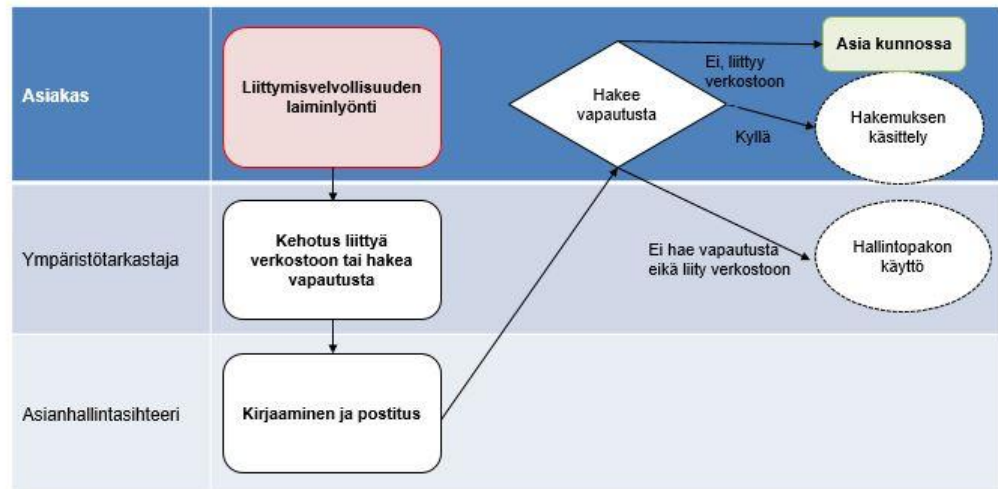 Asiakas
Liittymisvelvollisuuden
laiminlyönti
Hakee
vapautusta
Ei, liittyy
verkostoon
Asia kunnossa
Kyllä
Hakemuksen
käsittely
Ympäristötarkastaja
Kehotus liittyä
verkostoon tai hakea
vapautusta
Ei hae vapautusta
eikä liity verkostoon
Hallintopakon
käyttö
Asianhallintasihteeri
Kirjaaminen ja postitus